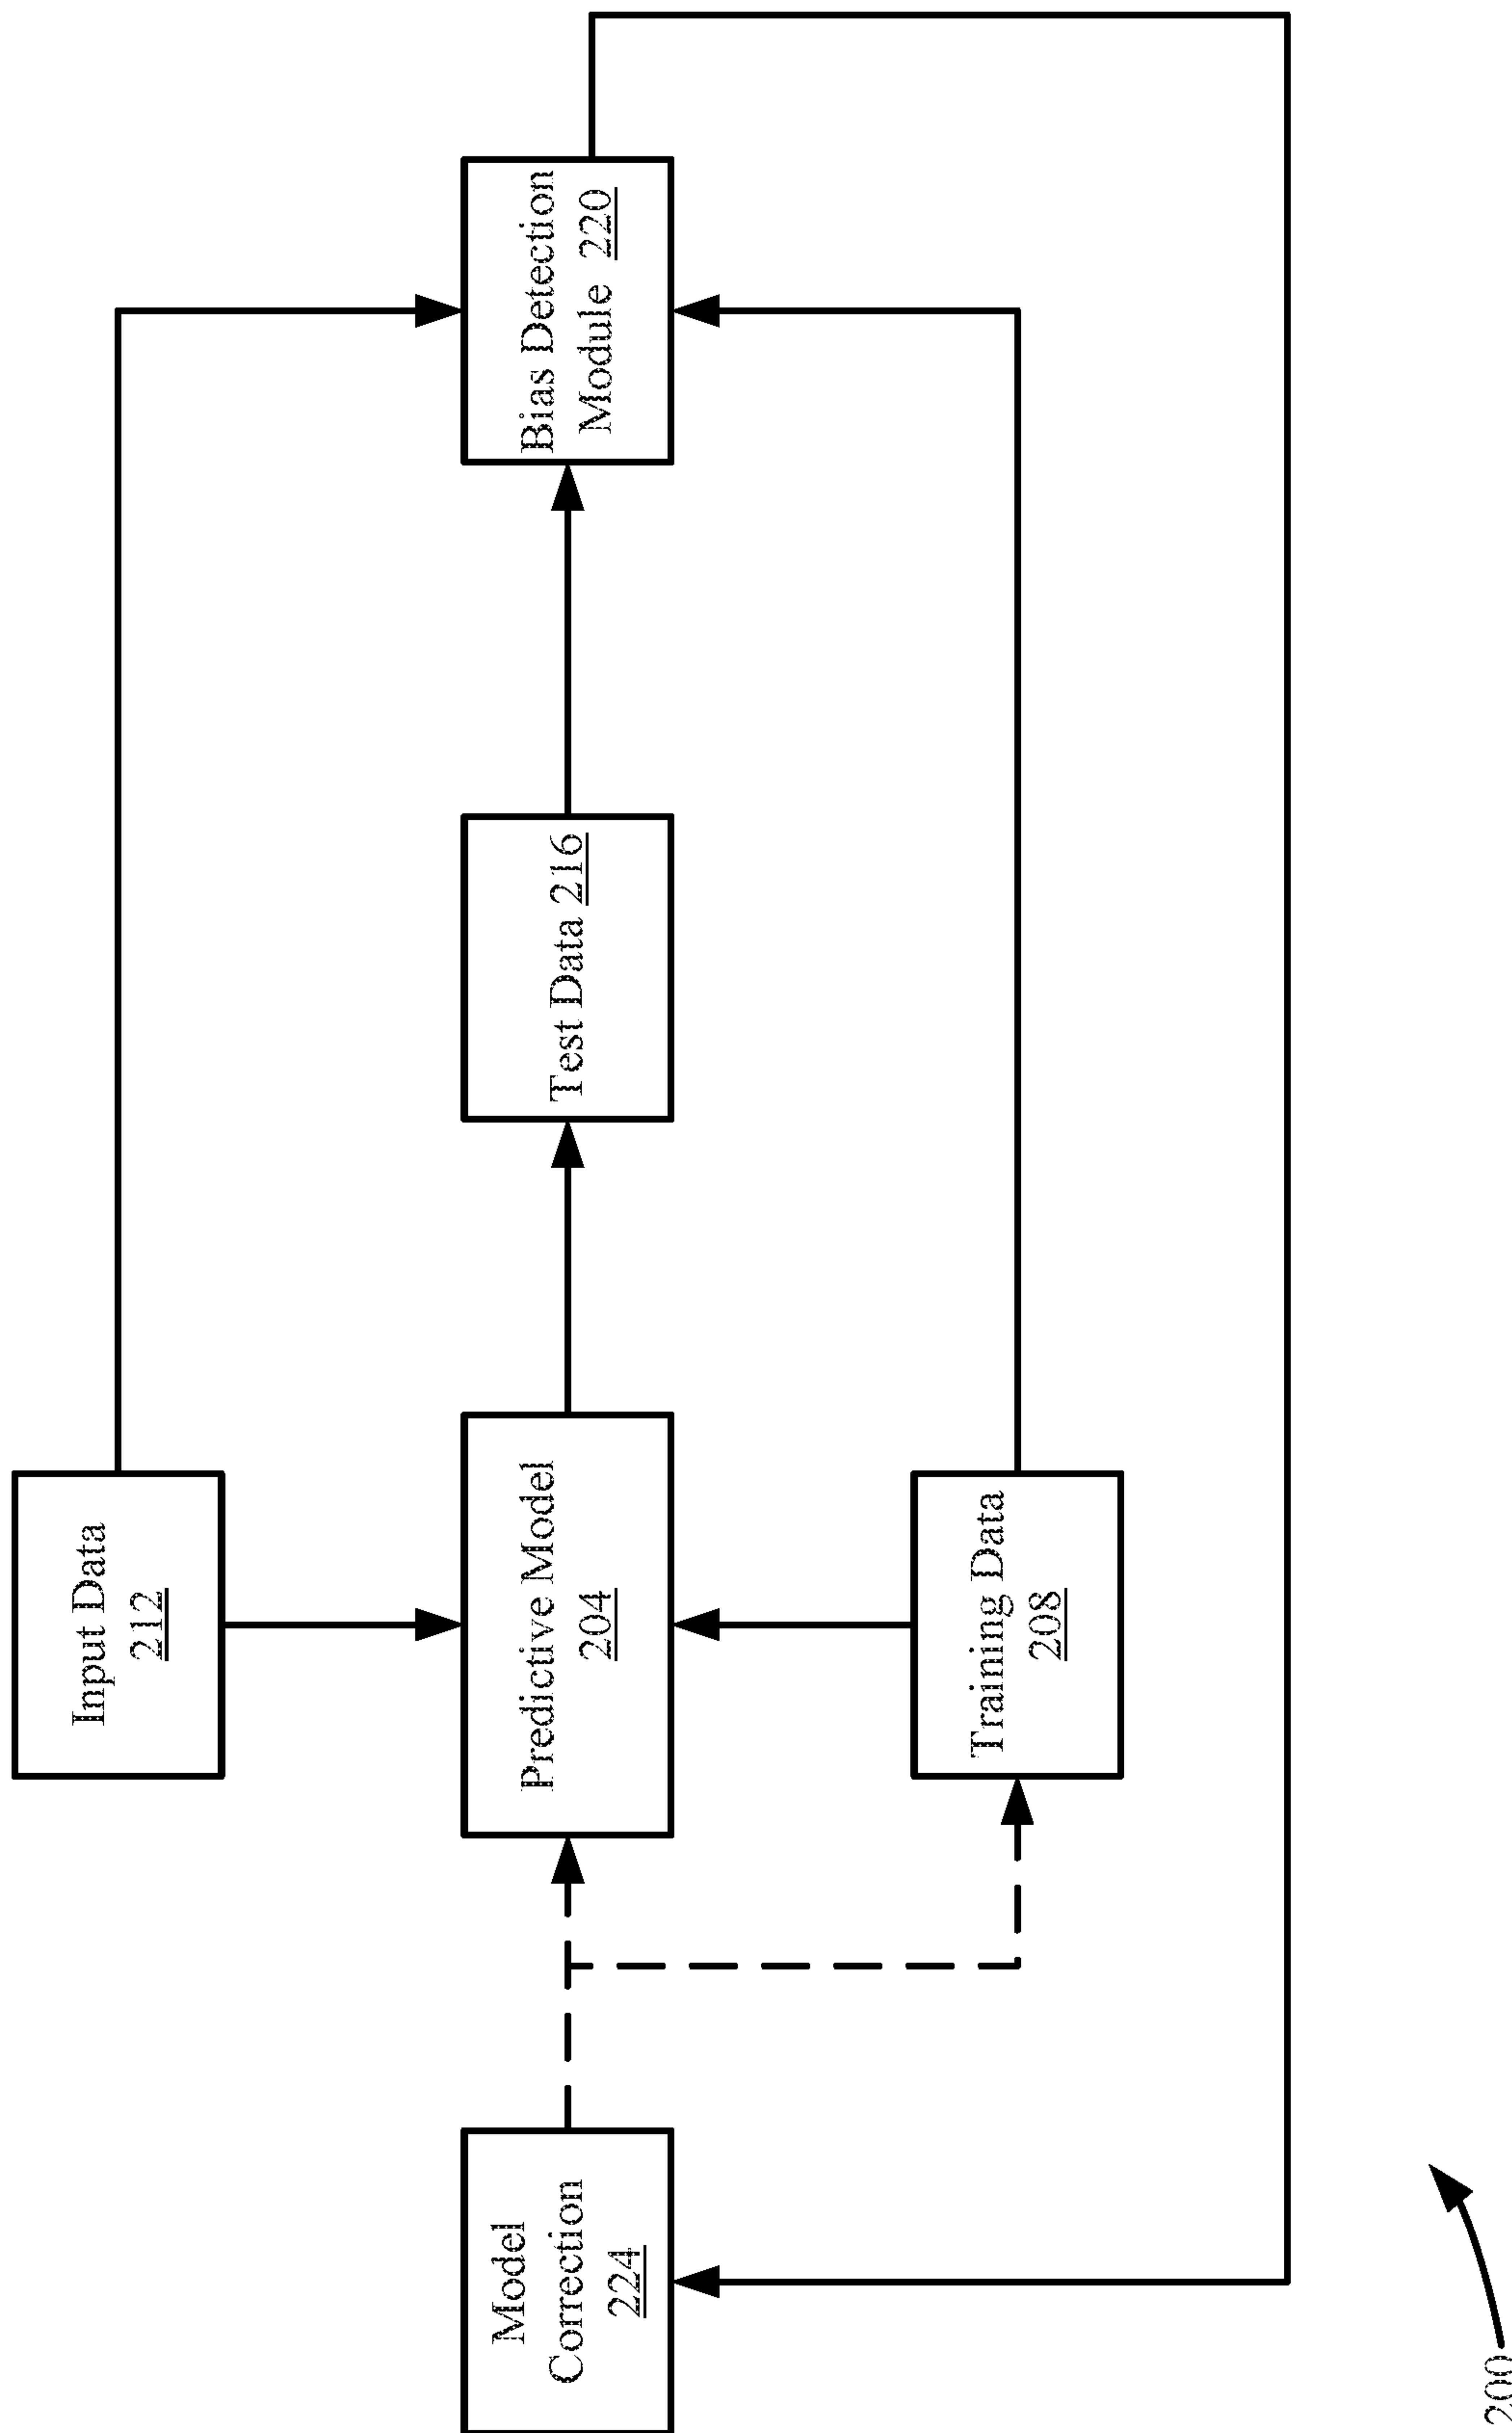 Input Data
212
Model
Correction
224
Predictive Model
204
Test Data 216
Bias Detection
Module 220
Training Data
208
200